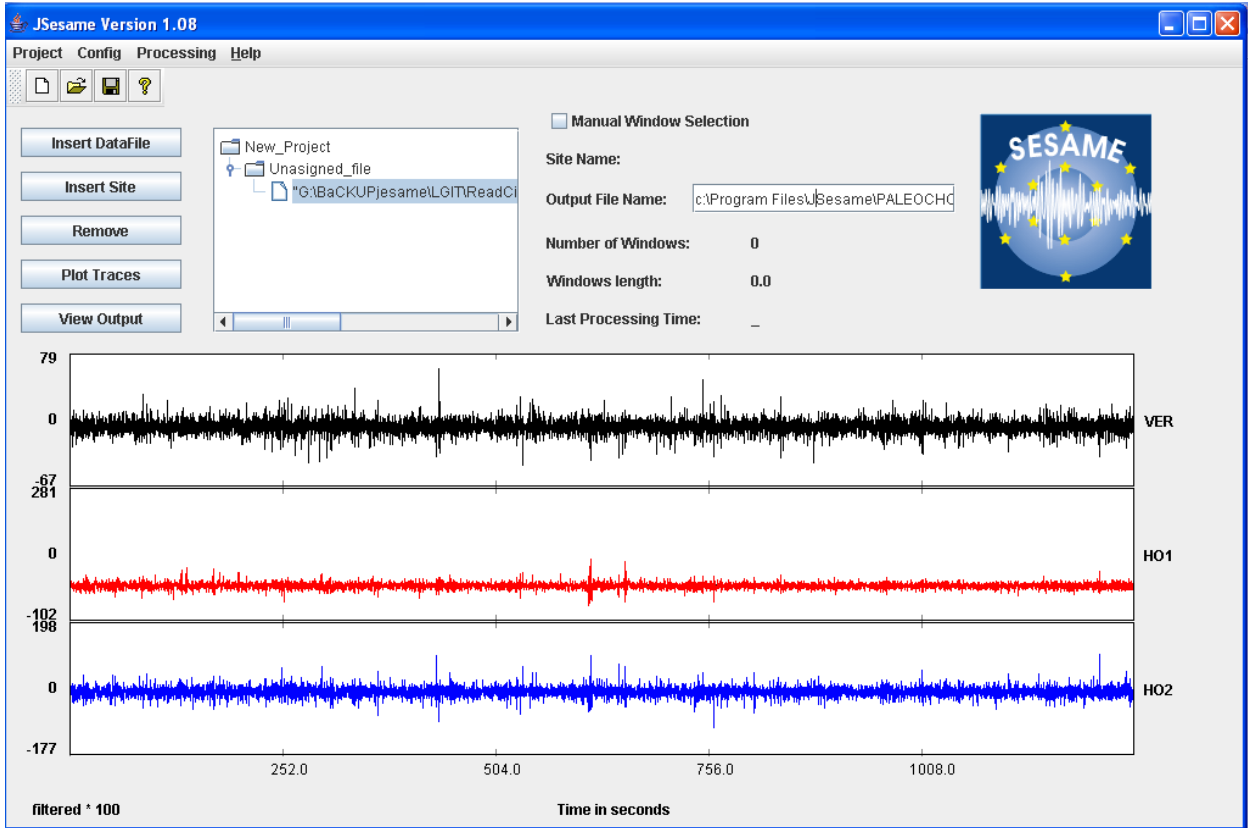 JSesame Version 1.08
Project Config Processing Help
Insert DataFile
Insert Site
Remove
Plot Traces
View Output
New_Project
Unasigned_file
"G:\BaCKUPjesame\LGIT\ReadCi
Manual Window Selection
Site Name:
Output File Name: c:\Program Files\JSesame\PALEOCHO
Number of Windows: 0
Windows length: 0.0
Last Processing Time: _
SESAME
79
0
-67
VER
281
0
-102
HO1
198
0
-177
HO2
252.0 504.0 756.0 1008.0
filtered * 100 Time in seconds